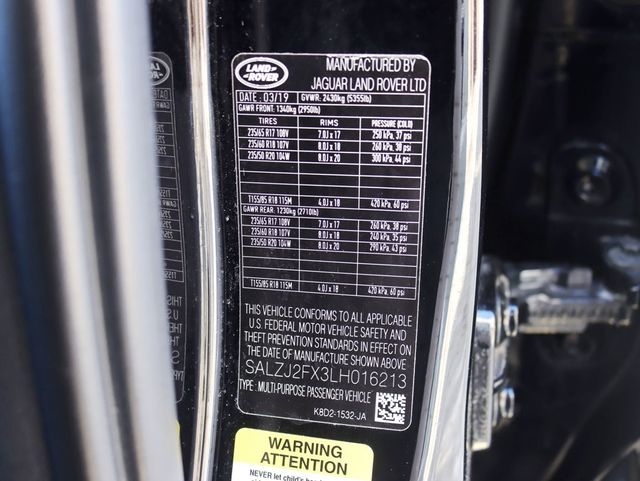 LAND ROVER
MANUFACTURED BY
JAGUAR LAND ROVER LTD
DATE : 03/19 GVWR: 2430kg (5355lb)
GAWR FRONT: 1340kg (2950lb)
TIRES RIMS PRESSURE (COLD)
235/65 R17 108V 7.0J x 17 250 kPa, 37 psi
235/60 R18 107V 8.0J x 18 260 kPa, 38 psi
235/50 R20 104W 8.0J x 20 300 kPa, 44 psi
T155/85 R18 115M 4.0J x 18 420 kPa, 60 psi
GAWR REAR: 1230kg (2710lb)
235/65 R17 108V 7.0J x 17 260 kPa, 38 psi
235/60 R18 107V 8.0J x 18 240 kPa, 35 psi
235/50 R20 104W 8.0J x 20 290 kPa, 43 psi
T155/85 R18 115M 4.0J x 18 420 kPa, 60 psi
THIS VEHICLE CONFORMS TO ALL APPLICABLE
U.S. FEDERAL MOTOR VEHICLE SAFETY AND
THEFT PREVENTION STANDARDS IN EFFECT ON
THE DATE OF MANUFACTURE SHOWN ABOVE
SALZJ2FX3LH016213
TYPE : MULTI-PURPOSE PASSENGER VEHICLE
K8D2-1532-JA
WARNING
ATTENTION
NEVER let child's